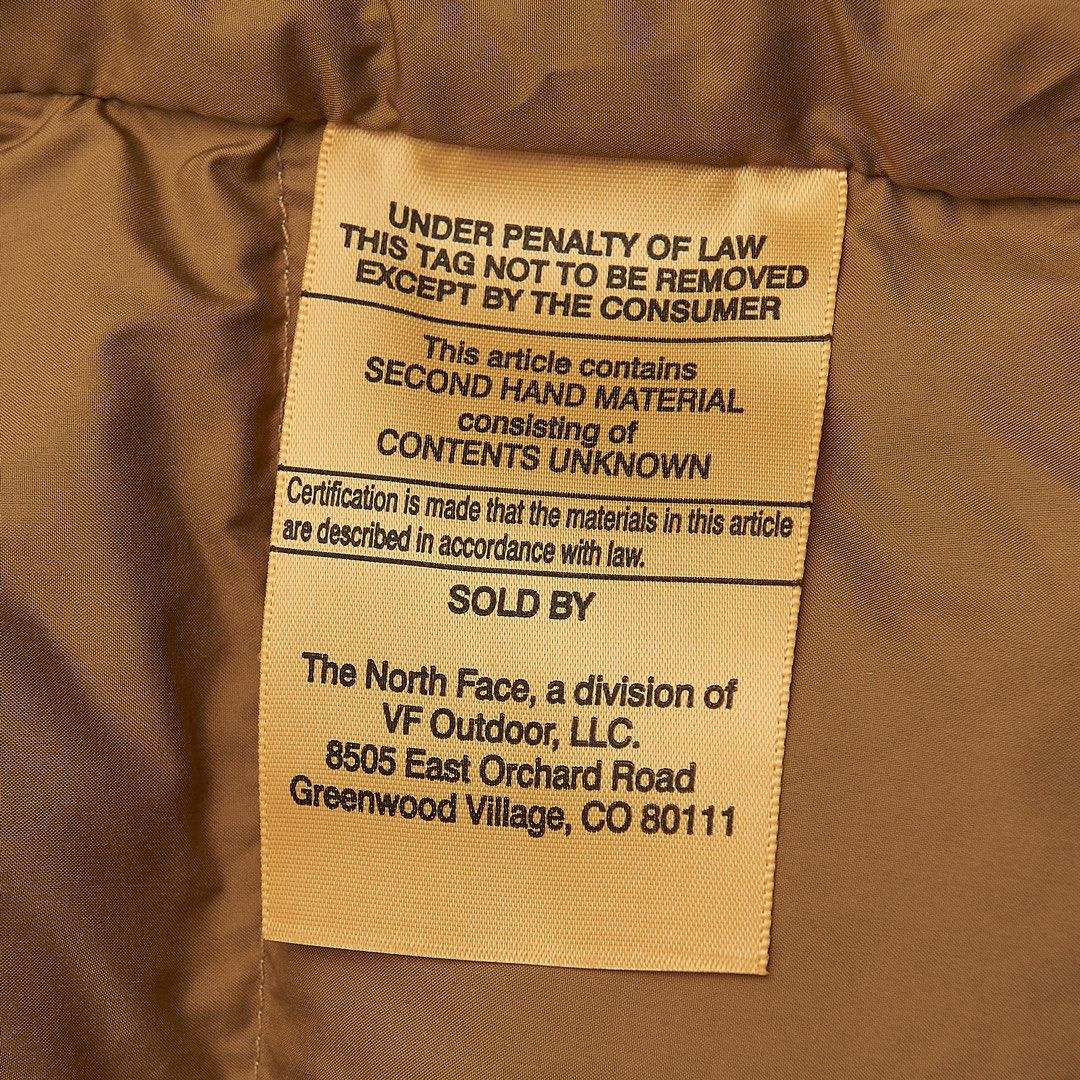 UNDER PENALTY OF LAW
THIS TAG NOT TO BE REMOVED
EXCEPT BY THE CONSUMER
This article contains
SECOND HAND MATERIAL
consisting of
CONTENTS UNKNOWN
Certification is made that the materials in this article
are described in accordance with law.
SOLD BY
The North Face, a division of
VF Outdoor, LLC.
8505 East Orchard Road
Greenwood Village, CO 80111